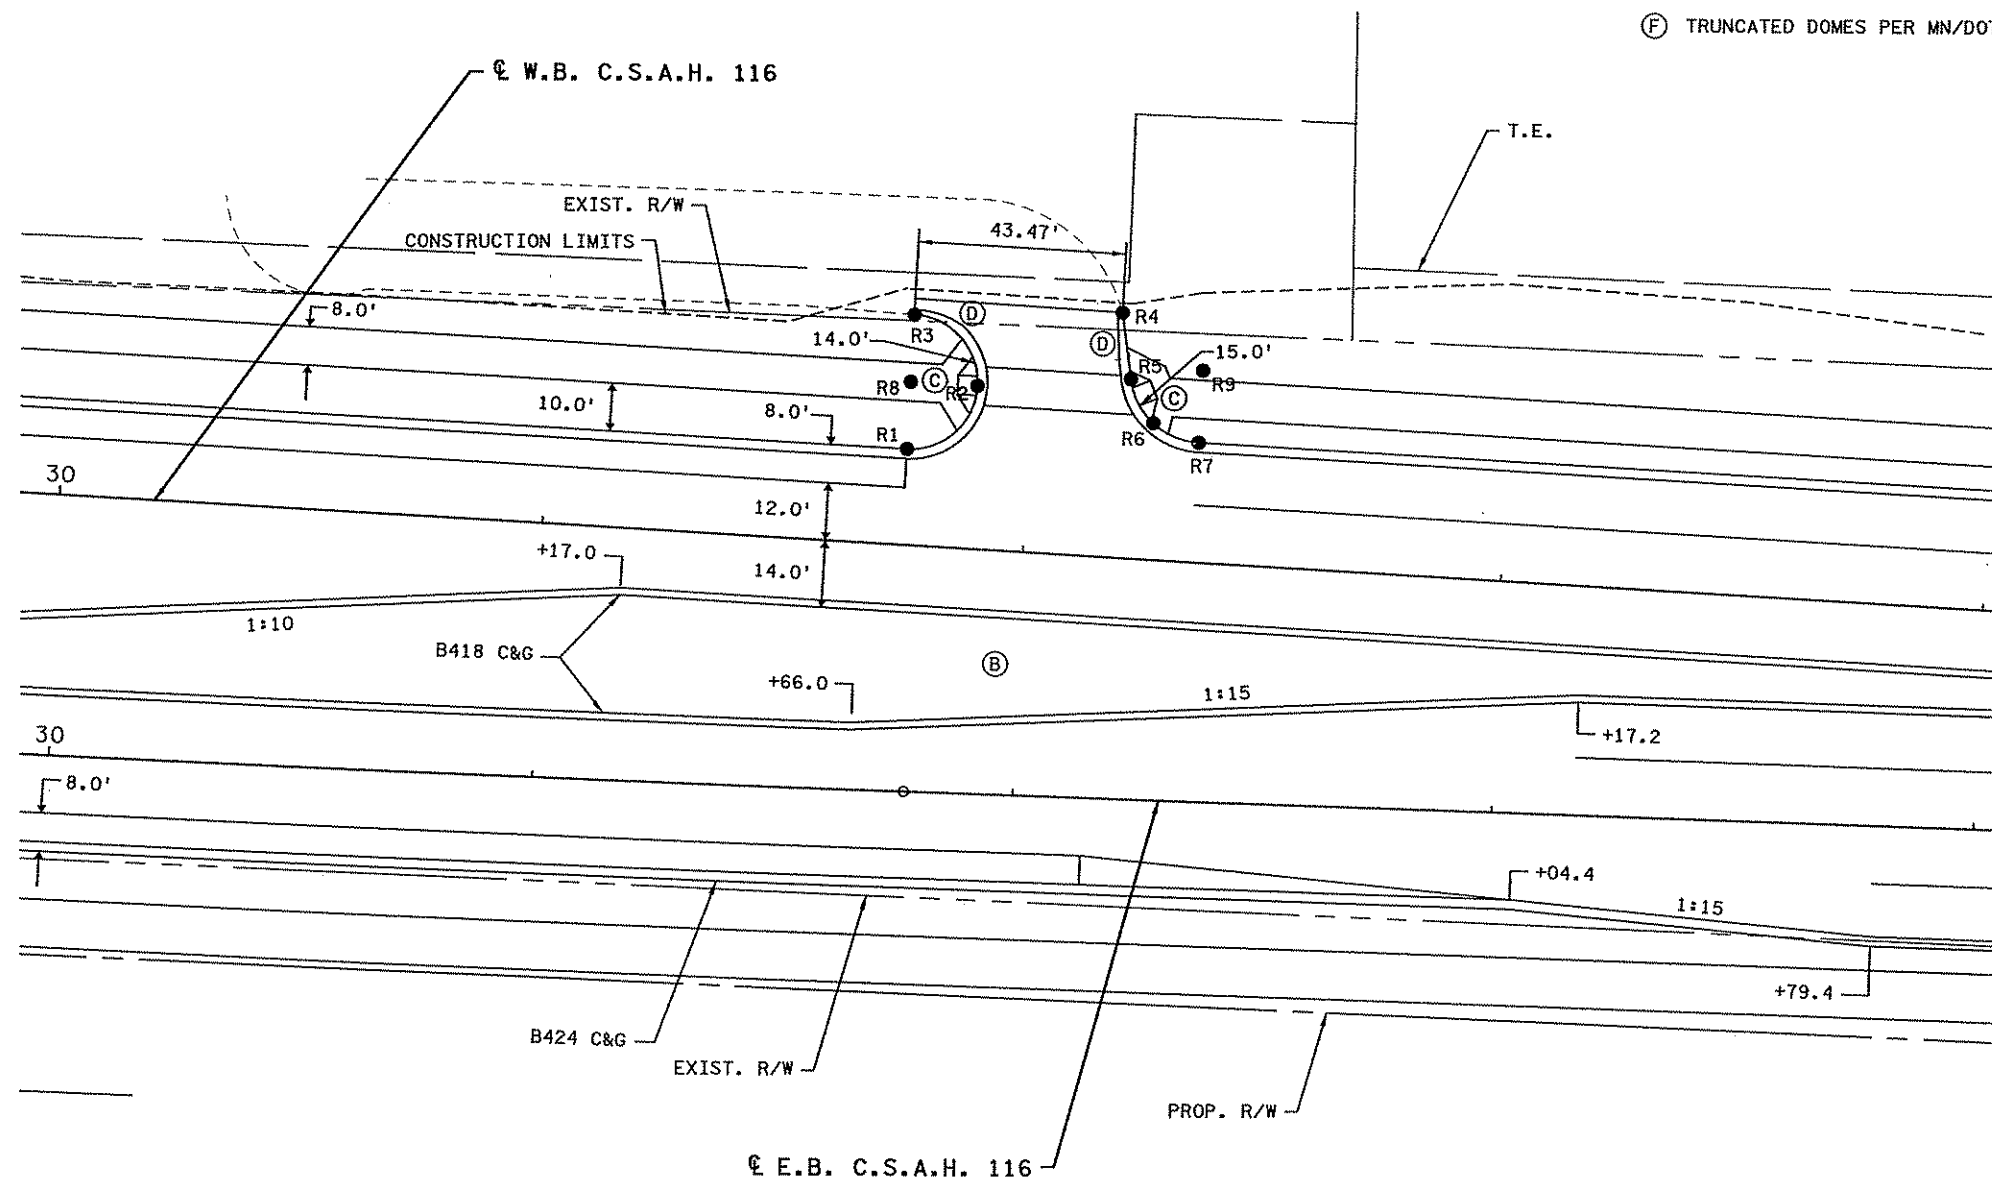 Ⓕ TRUNCATED DOMES PER MN/DOT
℄ W.B. C.S.A.H. 116
T.E.
EXIST. R/W
43.47'
CONSTRUCTION LIMITS
8.0'
D
R4
R3
14.0'
D
15.0'
R5
R8
C
R2
R9
C
10.0'
8.0'
R1
R6
R7
30
12.0'
+17.0
14.0'
1:10
B418 C&G
B
+66.0
1:15
30
+17.2
8.0'
+04.4
1:15
+79.4
B424 C&G
EXIST. R/W
PROP. R/W
℄ E.B. C.S.A.H. 116